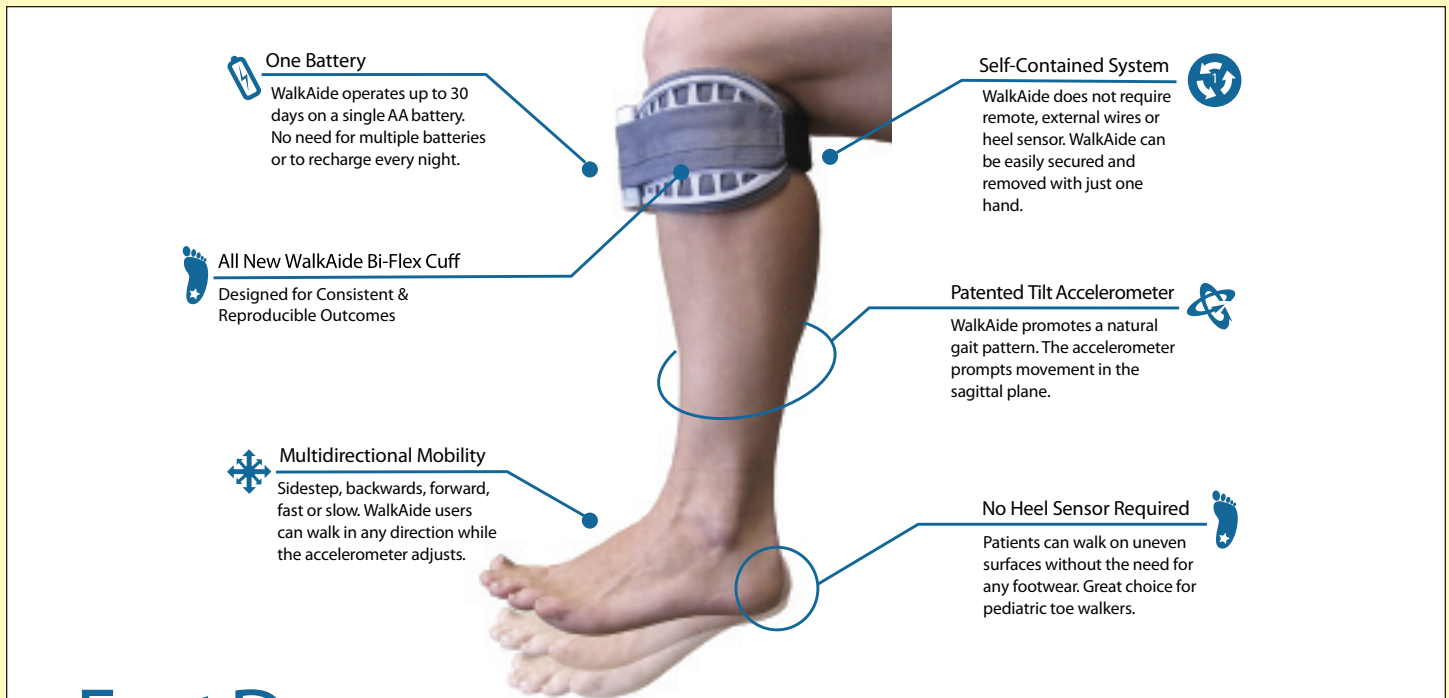 One Battery
WalkAide operates up to 30
days on a single AA battery.
No need for multiple batteries
or to recharge every night.
All New WalkAide Bi-Flex Cuff
Designed for Consistent &
Reproducible Outcomes
Multidirectional Mobility
Sidestep, backwards, forward,
fast or slow. WalkAide users
can walk in any direction while
the accelerometer adjusts.
Self-Contained System
1
WalkAide does not require
remote, external wires or
heel sensor. WalkAide can
be easily secured and
removed with just one
hand.
Patented Tilt Accelerometer
WalkAide promotes a natural
gait pattern. The accelerometer
prompts movement in the
sagittal plane.
No Heel Sensor Required
Patients can walk on uneven
surfaces without the need for
any footwear. Great choice for
pediatric toe walkers.